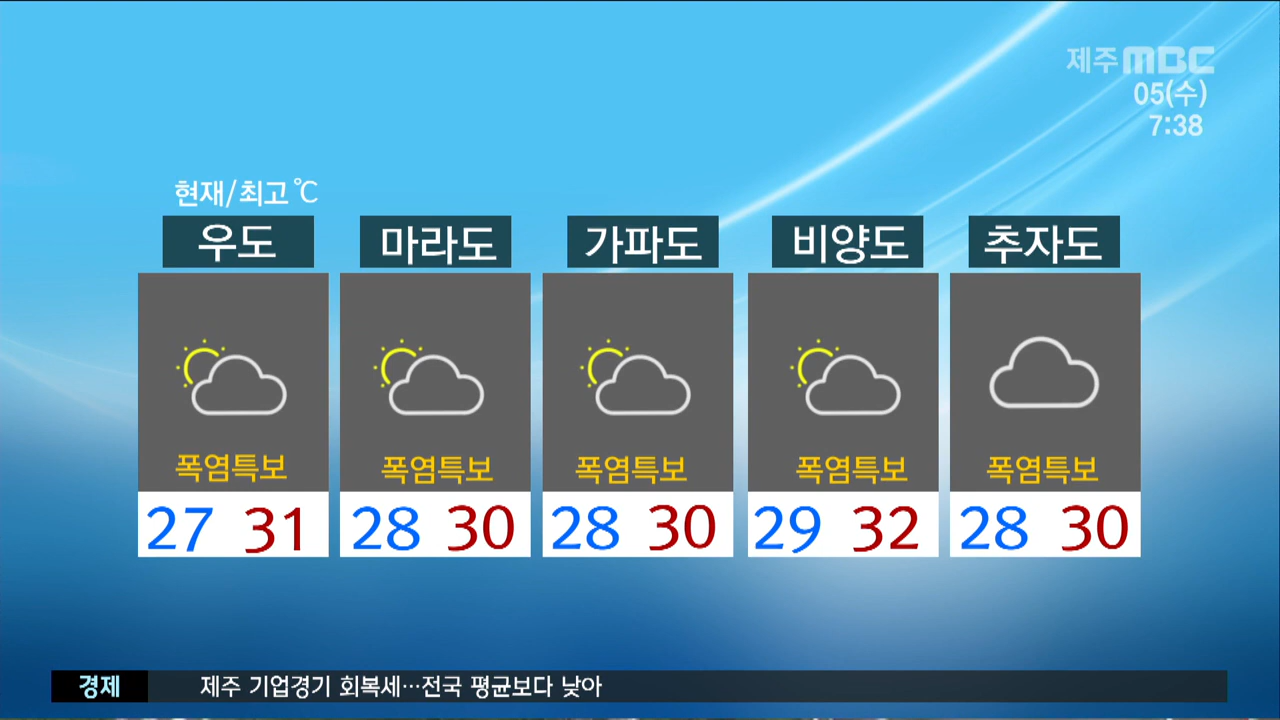 제주MBC
05(수)
7:38
현재/최고℃
우도 마라도 가파도 비양도 추자도
폭염특보 폭염특보 폭염특보 폭염특보 폭염특보
27 31 28 30 28 30 29 32 28 30
경제 제주 기업경기 회복세…전국 평균보다 낮아